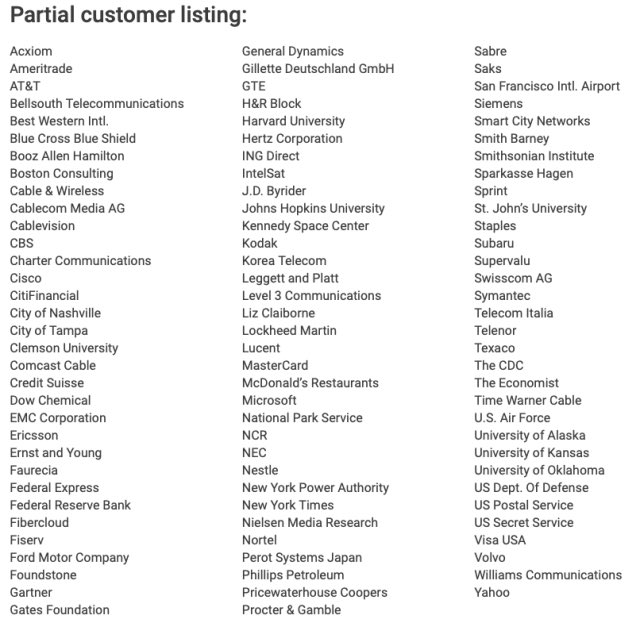 Partial customer listing:
Acxiom
Ameritrade
AT&T
Bellsouth Telecommunications
Best Western Intl.
Blue Cross Blue Shield
Booz Allen Hamilton
Boston Consulting
Cable & Wireless
Cablecom Media AG
Cablevision
CBS
Charter Communications
Cisco
CitiFinancial
City of Nashville
City of Tampa
Clemson University
Comcast Cable
Credit Suisse
Dow Chemical
EMC Corporation
Ericsson
Ernst and Young
Faurecia
Federal Express
Federal Reserve Bank
Fibercloud
Fiserv
Ford Motor Company
Foundstone
Gartner
Gates Foundation
General Dynamics
Gillette Deutschland GmbH
GTE
H&R Block
Harvard University
Hertz Corporation
ING Direct
IntelSat
J.D. Byrider
Johns Hopkins University
Kennedy Space Center
Kodak
Korea Telecom
Leggett and Platt
Level 3 Communications
Liz Claiborne
Lockheed Martin
Lucent
MasterCard
McDonald’s Restaurants
Microsoft
National Park Service
NCR
NEC
Nestle
New York Power Authority
New York Times
Nielsen Media Research
Nortel
Perot Systems Japan
Phillips Petroleum
Pricewaterhouse Coopers
Procter & Gamble
Sabre
Saks
San Francisco Intl. Airport
Siemens
Smart City Networks
Smith Barney
Smithsonian Institute
Sparkasse Hagen
Sprint
St. John’s University
Staples
Subaru
Supervalu
Swisscom AG
Symantec
Telecom Italia
Telenor
Texaco
The CDC
The Economist
Time Warner Cable
U.S. Air Force
University of Alaska
University of Kansas
University of Oklahoma
US Dept. Of Defense
US Postal Service
US Secret Service
Visa USA
Volvo
Williams Communications
Yahoo